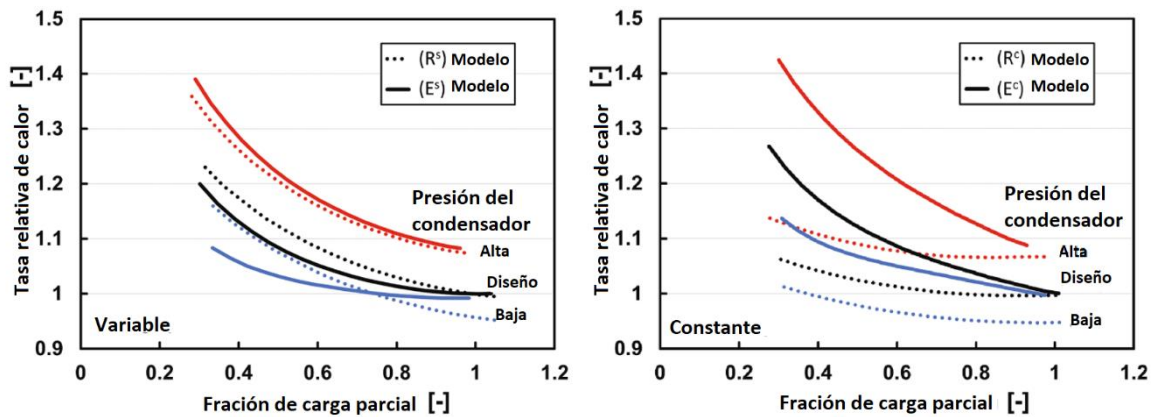 Tasa relativa de calor [-]
1.5
1.4
1.3
1.2
1.1
1
0.9
(Rˢ) Modelo
(Eˢ) Modelo
Presión del
condensador
Alta
Diseño
Baja
Variable
0 0.2 0.4 0.6 0.8 1 1.2
Fración de carga parcial [-]
Tasa relativa de calor [-]
1.5
1.4
1.3
1.2
1.1
1
0.9
(Rᶜ) Modelo
(Eᶜ) Modelo
Presión del
condensador
Alta
Diseño
Baja
Constante
0 0.2 0.4 0.6 0.8 1 1.2
Fración de carga parcial [-]